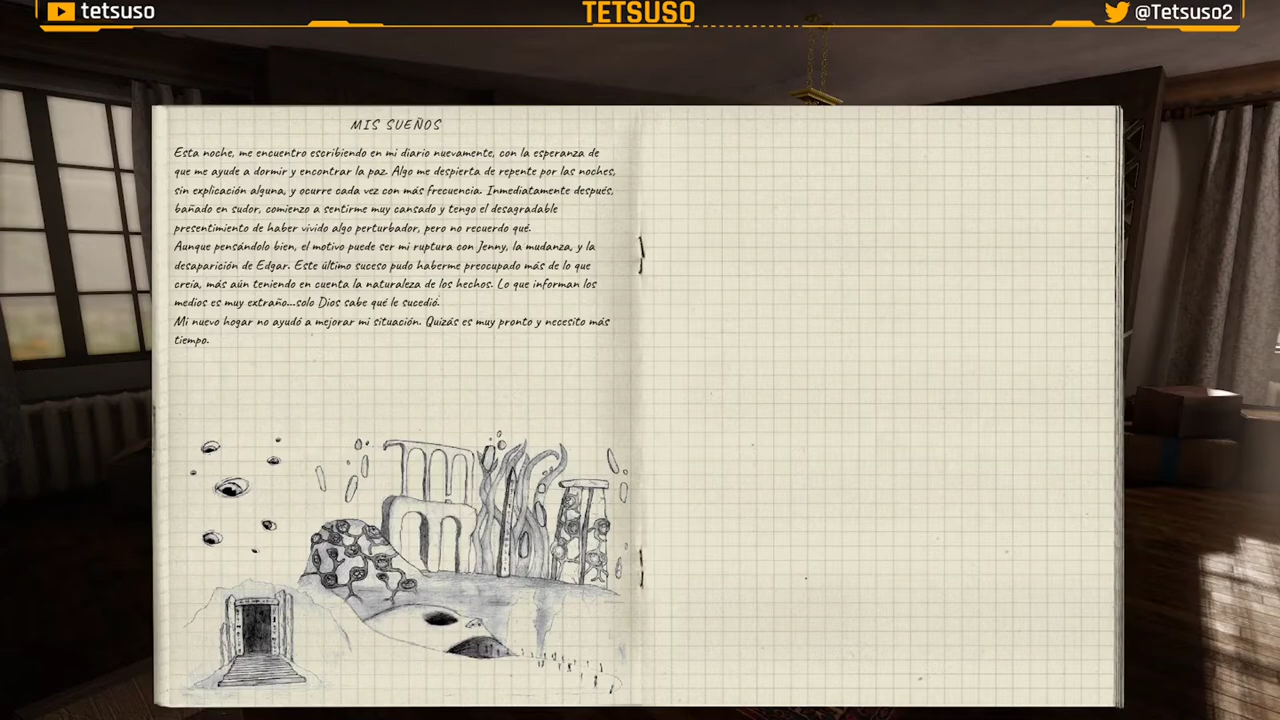 tetsuso
TETSUSO
@Tetsuso2
MIS SUEÑOS
Esta noche, me encuentro escribiendo en mi diario nuevamente, con la esperanza de
que me ayude a dormir y encontrar la paz. Algo me despierta de repente por las noches,
sin explicación alguna, y ocurre cada vez con más frecuencia. Inmediatamente después,
bañado en sudor, comienzo a sentirme muy cansado y tengo el desagradable
presentimiento de haber vivido algo perturbador, pero no recuerdo qué.
Aunque pensándolo bien, el motivo puede ser mi ruptura con Jenny, la mudanza, y la
desaparición de Edgar. Este último suceso pudo haberme preocupado más de lo que
creía, más aún teniendo en cuenta la naturaleza de los hechos. Lo que informan los
medios es muy extraño...solo Dios sabe qué le sucedió.
Mi nuevo hogar no ayudó a mejorar mi situación. Quizás es muy pronto y necesito más
tiempo.